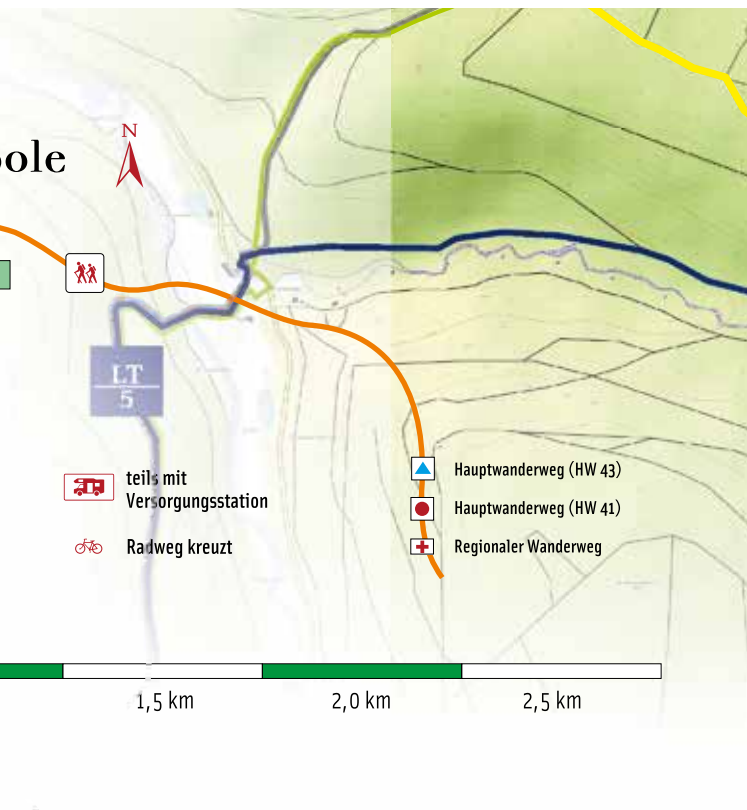 N
ole
LT
5
teils mit
Versorgungsstation
Radweg kreuzt
Hauptwanderweg (HW 43)
Hauptwanderweg (HW 41)
Regionaler Wanderweg
1,5 km
2,0 km
2,5 km